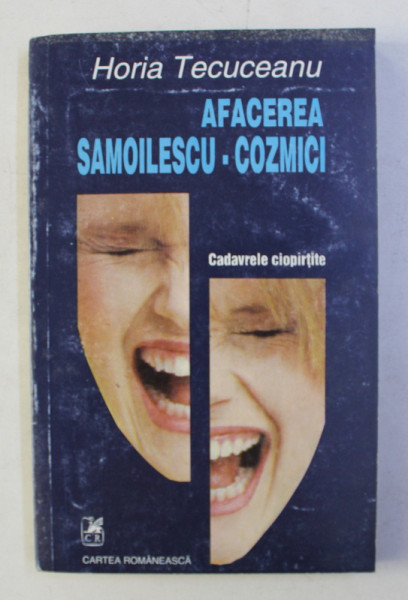 Horia Tecuceanu
AFACEREA
SAMOILESCU - COZMICI
Cadavrele ciopirțite
CR
CARTEA ROMÂNEASCĂ